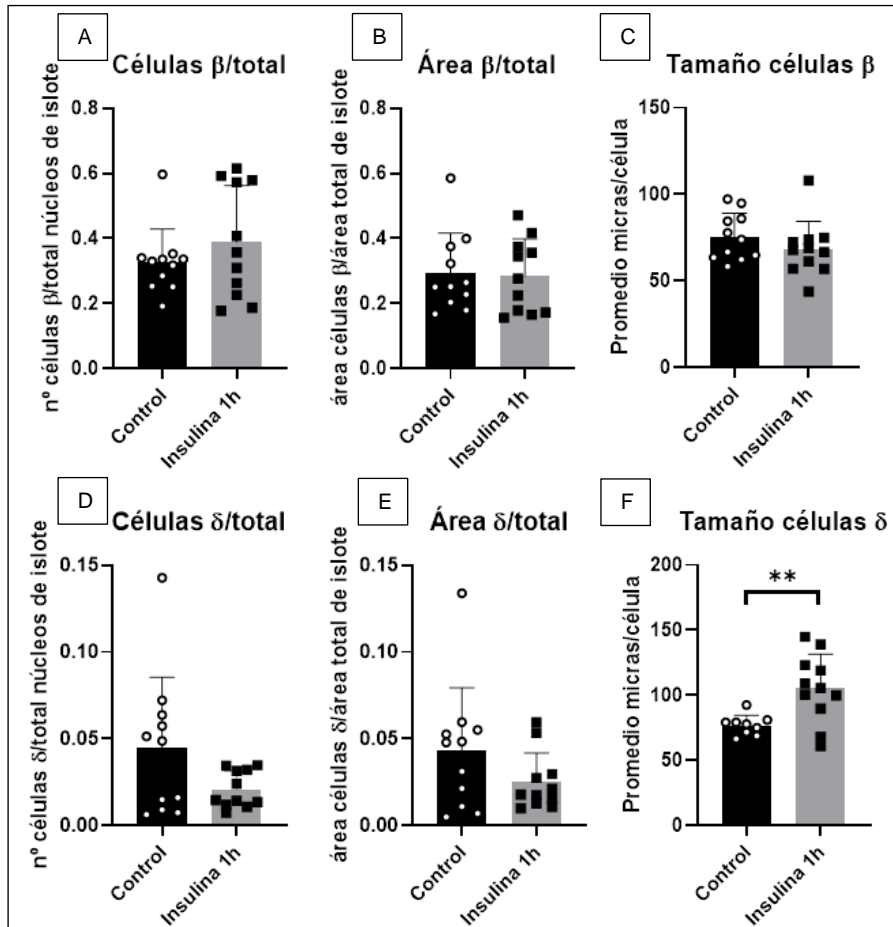 A
Células β/total
nº células β/total núcleos de islote
0.8
0.6
0.4
0.2
0.0
Control
Insulina 1h
B
Área β/total
área células β/área total de islote
0.8
0.6
0.4
0.2
0.0
Control
Insulina 1h
C
Tamaño células β
Promedio micras/célula
150
100
50
0
Control
Insulina 1h
D
Células δ/total
nº células δ/total núcleos de islote
0.15
0.10
0.05
0.00
Control
Insulina 1h
E
Área δ/total
área células δ/área total de islote
0.15
0.10
0.05
0.00
Control
Insulina 1h
F
Tamaño células δ
Promedio micras/célula
200
150
100
50
0
**
Control
Insulina 1h